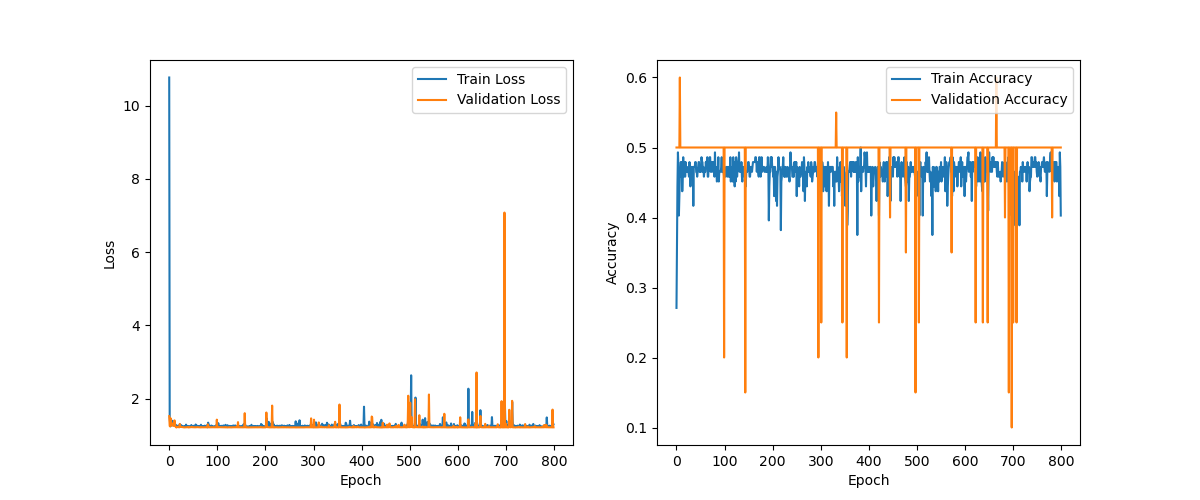 Train Loss
Validation Loss
10
8
6
4
2
Loss
0 100 200 300 400 500 600 700 800
Epoch
Train Accuracy
Validation Accuracy
0.6
0.5
0.4
0.3
0.2
0.1
Accuracy
0 100 200 300 400 500 600 700 800
Epoch